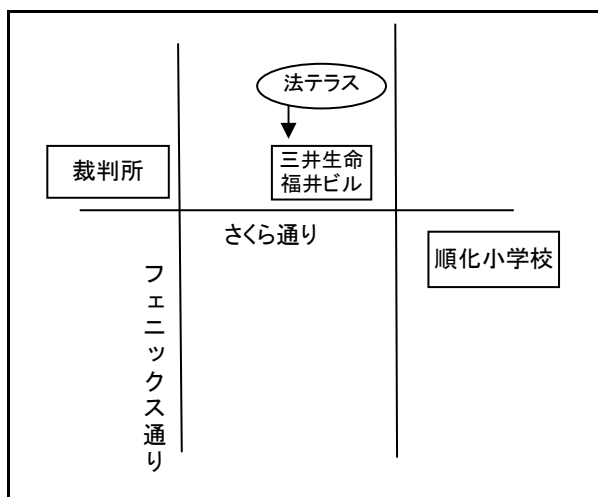 法テラス
裁判所
三井生命
福井ビル
さくら通り
順化小学校
フェニックス通り